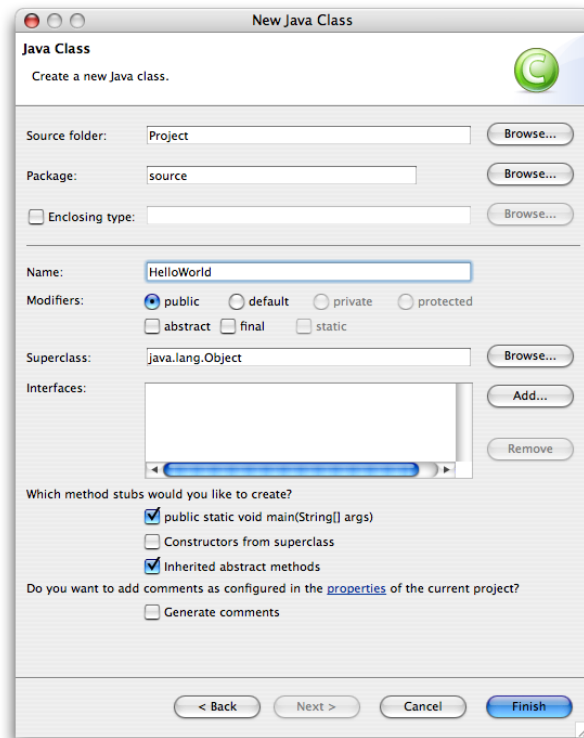 New Java Class
Java Class
Create a new Java class.
C
Source folder: Project Browse...
Package: source Browse...
Enclosing type: Browse...
Name: HelloWorld
Modifiers: public default private protected
abstract final static
Superclass: java.lang.Object Browse...
Interfaces: Add...
Remove
Which method stubs would you like to create?
public static void main(String[] args)
Constructors from superclass
Inherited abstract methods
Do you want to add comments as configured in the properties of the current project?
Generate comments
< Back Next > Cancel Finish